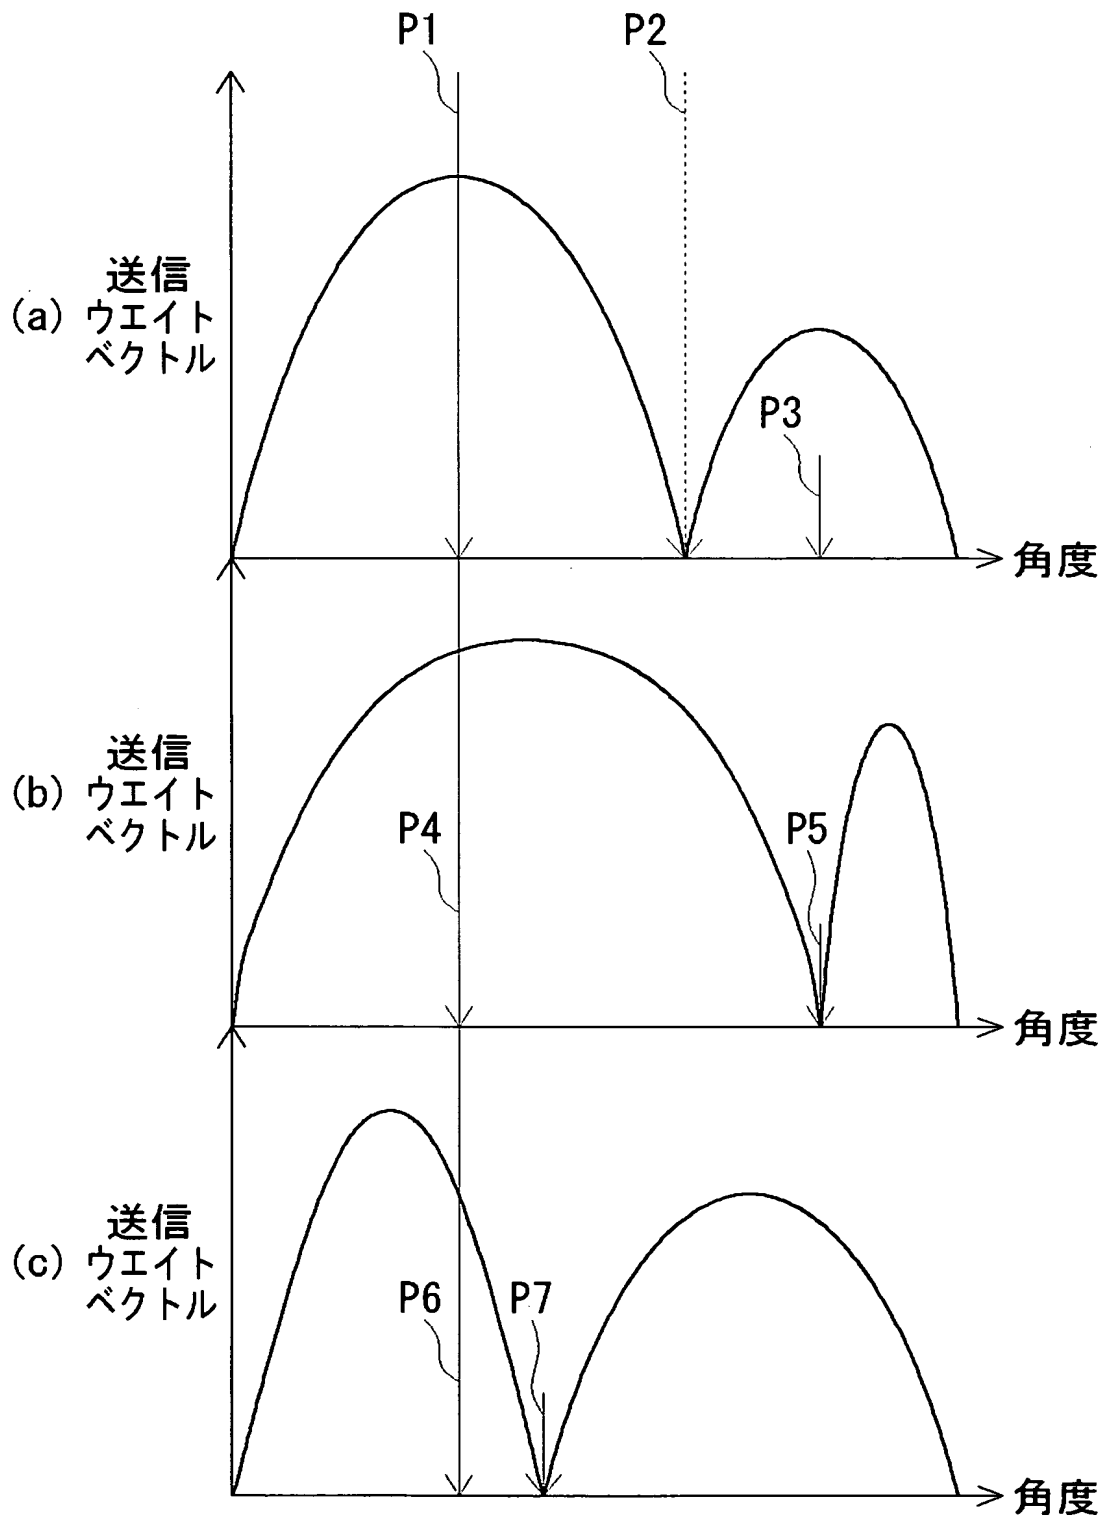 P1
P2
送信
(a) ウエイト
ベクトル
P3
角度
送信
(b) ウエイト
ベクトル
P4
P5
角度
送信
(c) ウエイト
ベクトル
P6
P7
角度